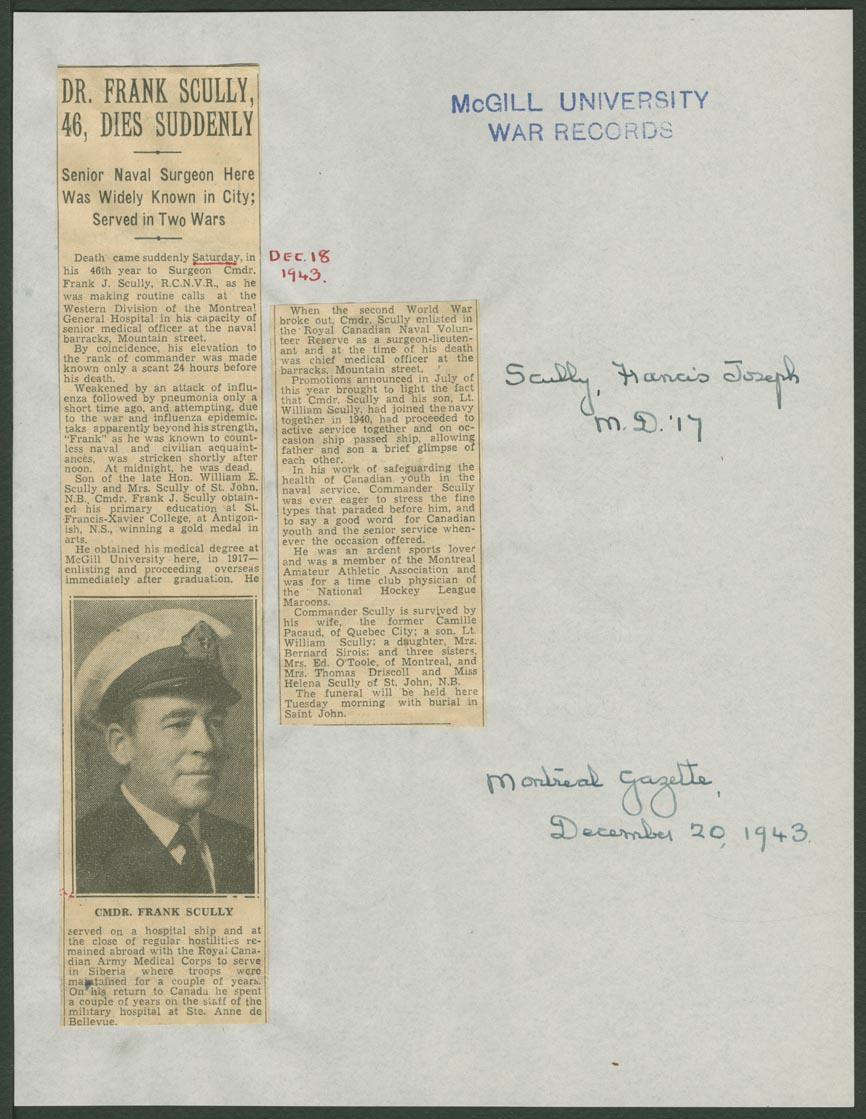 DR. FRANK SCULLY,
46, DIES SUDDENLY
Senior Naval Surgeon Here
Was Widely Known in City;
Served in Two Wars
Death came suddenly Saturday, in
his 46th year to Surgeon Cmdr.
Frank J. Scully, R.C.N.V.R., as he
was making routine calls at the
Western Division of the Montreal
General Hospital in his capacity of
senior medical officer at the naval
barracks, Mountain street.
By coincidence, his elevation to
the rank of commander was made
known only a scant 24 hours before
his death.
Weakened by an attack of influ-
enza followed by pneumonia only a
short time ago, and attempting, due
to the war and influenza epidemic,
taks apparently beyond his strength,
"Frank" as he was known to count-
less naval and civilian acquaint-
ances, was stricken shortly after
noon. At midnight, he was dead.
Son of the late Hon. William E.
Scully and Mrs. Scully of St. John,
N.B., Cmdr. Frank J. Scully obtain-
ed his primary education at St.
Francis-Xavier College, at Antigon-
ish, N.S., winning a gold medal in
arts.
He obtained his medical degree at
McGill University here, in 1917—
enlisting and proceeding overseas
immediately after graduation. He
CMDR. FRANK SCULLY
served on a hospital ship and at
the close of regular hostilities re-
mained abroad with the Royal Cana-
dian Army Medical Corps to serve
in Siberia where troops were
maintained for a couple of years.
On his return to Canada he spent
a couple of years on the staff of the
military hospital at Ste. Anne de
Bellevue.
DEC. 18
1943.
When the second World War
broke out, Cmdr. Scully enlisted in
the Royal Canadian Naval Volun-
teer Reserve as a surgeon-lieuten-
ant and at the time of his death
was chief medical officer at the
barracks, Mountain street.
Promotions announced in July of
this year brought to light the fact
that Cmdr. Scully and his son, Lt.
William Scully, had joined the navy
together in 1940, had proceeded to
active service together and on oc-
casion ship passed ship, allowing
father and son a brief glimpse of
each other.
In his work of safeguarding the
health of Canadian youth in the
naval service, Commander Scully
was ever eager to stress the fine
types that paraded before him, and
to say a good word for Canadian
youth and the senior service when-
ever the occasion offered.
He was an ardent sports lover
and was a member of the Montreal
Amateur Athletic Association and
was for a time club physician of
the National Hockey League
Maroons.
Commander Scully is survived by
his wife, the former Camille
Pacaud, of Quebec City; a son, Lt.
William Scully; a daughter, Mrs.
Bernard Sirois; and three sisters,
Mrs. Ed. O'Toole, of Montreal, and
Mrs. Thomas Driscoll and Miss
Helena Scully of St. John, N.B.
The funeral will be held here
Tuesday morning with burial in
Saint John.
McGILL UNIVERSITY
WAR RECORDS
Scully, Francis Joseph
M.D. '17
Montreal Gazette,
December 20, 1943.